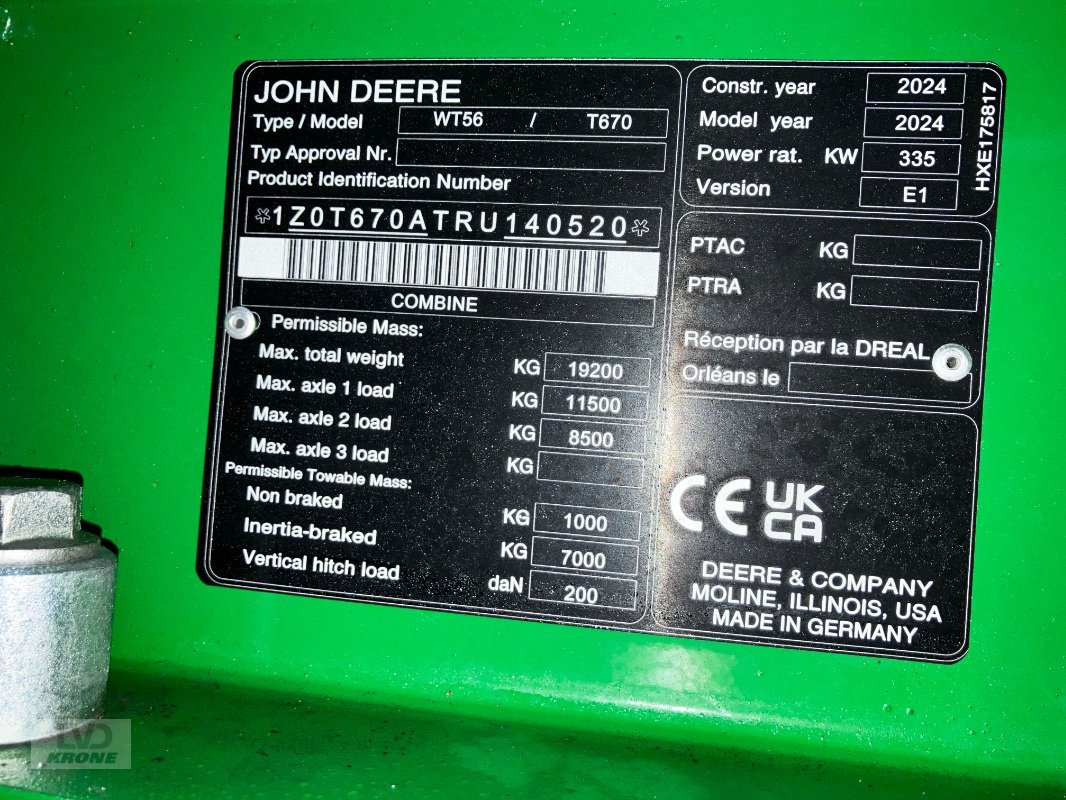 JOHN DEERE
Type / Model WT56 / T670
Typ Approval Nr.
Product Identification Number
*1Z0T670ATRU140520*
COMBINE
Permissible Mass:
Max. total weight KG 19200
Max. axle 1 load KG 11500
Max. axle 2 load KG 8500
Max. axle 3 load KG
Permissible Towable Mass:
Non braked KG 1000
Inertia-braked KG 7000
Vertical hitch load daN 200
Constr. year 2024
Model year 2024
Power rat. KW 335
Version E1
HXE175817
PTAC KG
PTRA KG
Réception par la DREAL
Orléans le
CE UK
CA
DEERE & COMPANY
MOLINE, ILLINOIS, USA
MADE IN GERMANY
LVD
KRONE